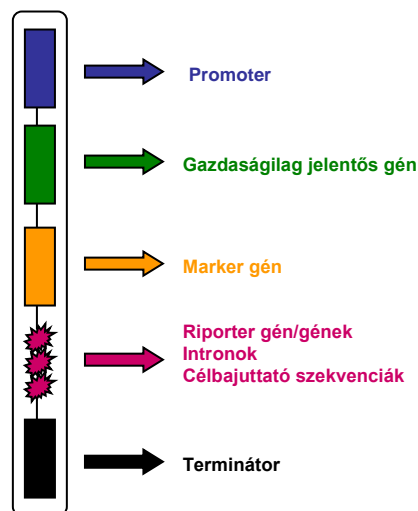 Promoter
Gazdaságilag jelentős gén
Marker gén
Riporter gén/gének
Intronok
Célbajuttató szekvenciák
Terminátor